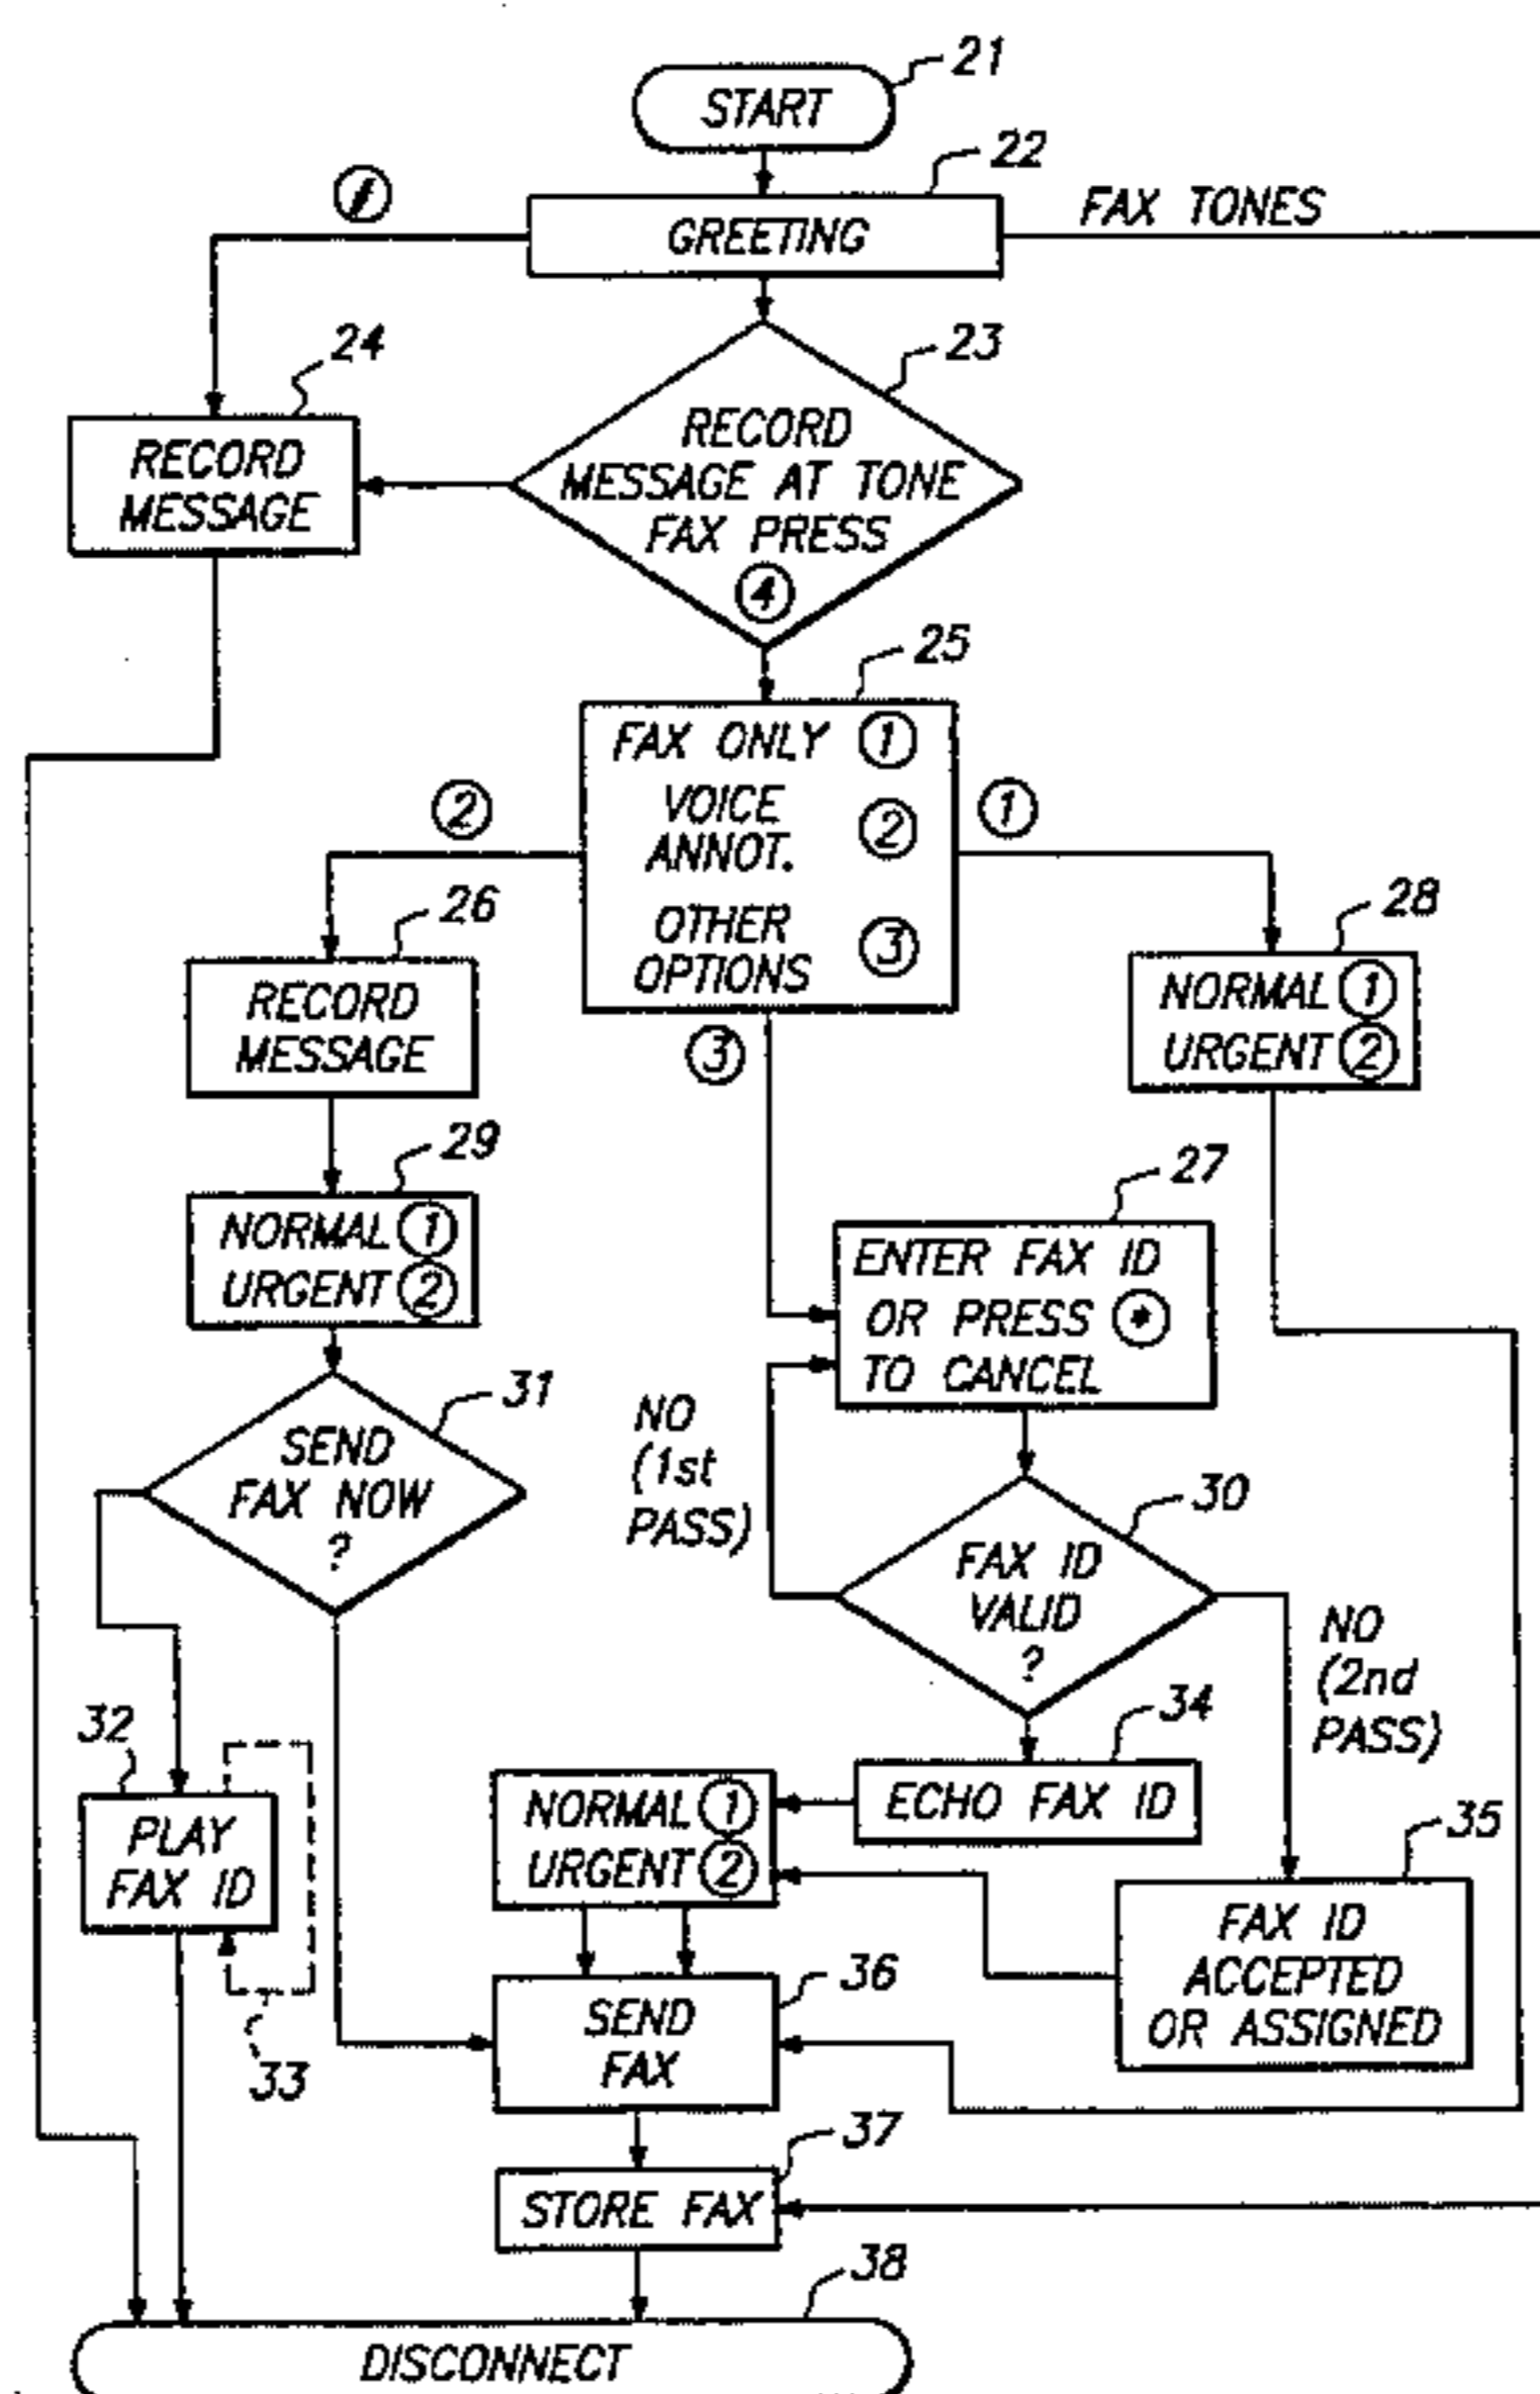 21
START
22
GREETING
FAX TONES
24
23
RECORD
MESSAGE
RECORD
MESSAGE AT TONE
FAX PRESS
4
25
FAX ONLY 1
VOICE
ANNOT. 2
OTHER
OPTIONS 3
2
1
3
26
RECORD
MESSAGE
28
NORMAL 1
URGENT 2
29
NORMAL 1
URGENT 2
27
ENTER FAX ID
OR PRESS *
TO CANCEL
31
SEND
FAX NOW
?
NO
(1st
PASS)
30
FAX ID
VALID
?
NO
(2nd
PASS)
32
PLAY
FAX ID
33
34
ECHO FAX ID
NORMAL 1
URGENT 2
35
FAX ID
ACCEPTED
OR ASSIGNED
36
SEND
FAX
37
STORE FAX
38
DISCONNECT